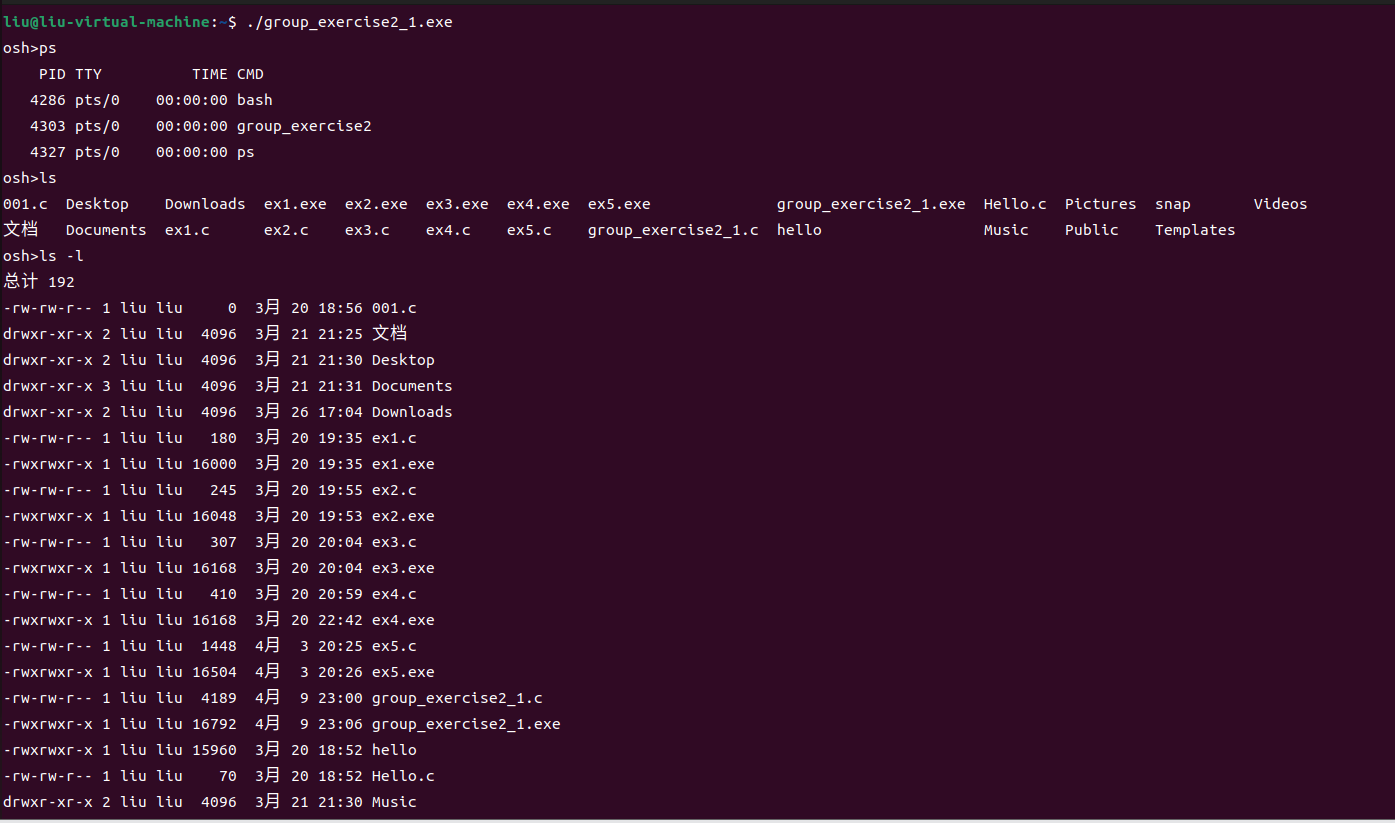 liu@liu-virtual-machine:~$ ./group_exercise2_1.exe
osh>ps
    PID TTY          TIME CMD
   4286 pts/0    00:00:00 bash
   4303 pts/0    00:00:00 group_exercise2
   4327 pts/0    00:00:00 ps
osh>ls
001.c  Desktop    Downloads  ex1.exe  ex2.exe  ex3.exe  ex4.exe  ex5.exe              group_exercise2_1.exe  Hello.c  Pictures  snap       Videos
文档   Documents  ex1.c      ex2.c    ex3.c    ex4.c    ex5.c    group_exercise2_1.c  hello                  Music    Public    Templates
osh>ls -l
总计 192
-rw-rw-r-- 1 liu liu     0  3月 20 18:56 001.c
drwxr-xr-x 2 liu liu  4096  3月 21 21:25 文档
drwxr-xr-x 2 liu liu  4096  3月 21 21:30 Desktop
drwxr-xr-x 3 liu liu  4096  3月 21 21:31 Documents
drwxr-xr-x 2 liu liu  4096  3月 26 17:04 Downloads
-rw-rw-r-- 1 liu liu   180  3月 20 19:35 ex1.c
-rwxrwxr-x 1 liu liu 16000  3月 20 19:35 ex1.exe
-rw-rw-r-- 1 liu liu   245  3月 20 19:55 ex2.c
-rwxrwxr-x 1 liu liu 16048  3月 20 19:53 ex2.exe
-rw-rw-r-- 1 liu liu   307  3月 20 20:04 ex3.c
-rwxrwxr-x 1 liu liu 16168  3月 20 20:04 ex3.exe
-rw-rw-r-- 1 liu liu   410  3月 20 20:59 ex4.c
-rwxrwxr-x 1 liu liu 16168  3月 20 22:42 ex4.exe
-rw-rw-r-- 1 liu liu  1448  4月  3 20:25 ex5.c
-rwxrwxr-x 1 liu liu 16504  4月  3 20:26 ex5.exe
-rw-rw-r-- 1 liu liu  4189  4月  9 23:00 group_exercise2_1.c
-rwxrwxr-x 1 liu liu 16792  4月  9 23:06 group_exercise2_1.exe
-rwxrwxr-x 1 liu liu 15960  3月 20 18:52 hello
-rw-rw-r-- 1 liu liu    70  3月 20 18:52 Hello.c
drwxr-xr-x 2 liu liu  4096  3月 21 21:30 Music